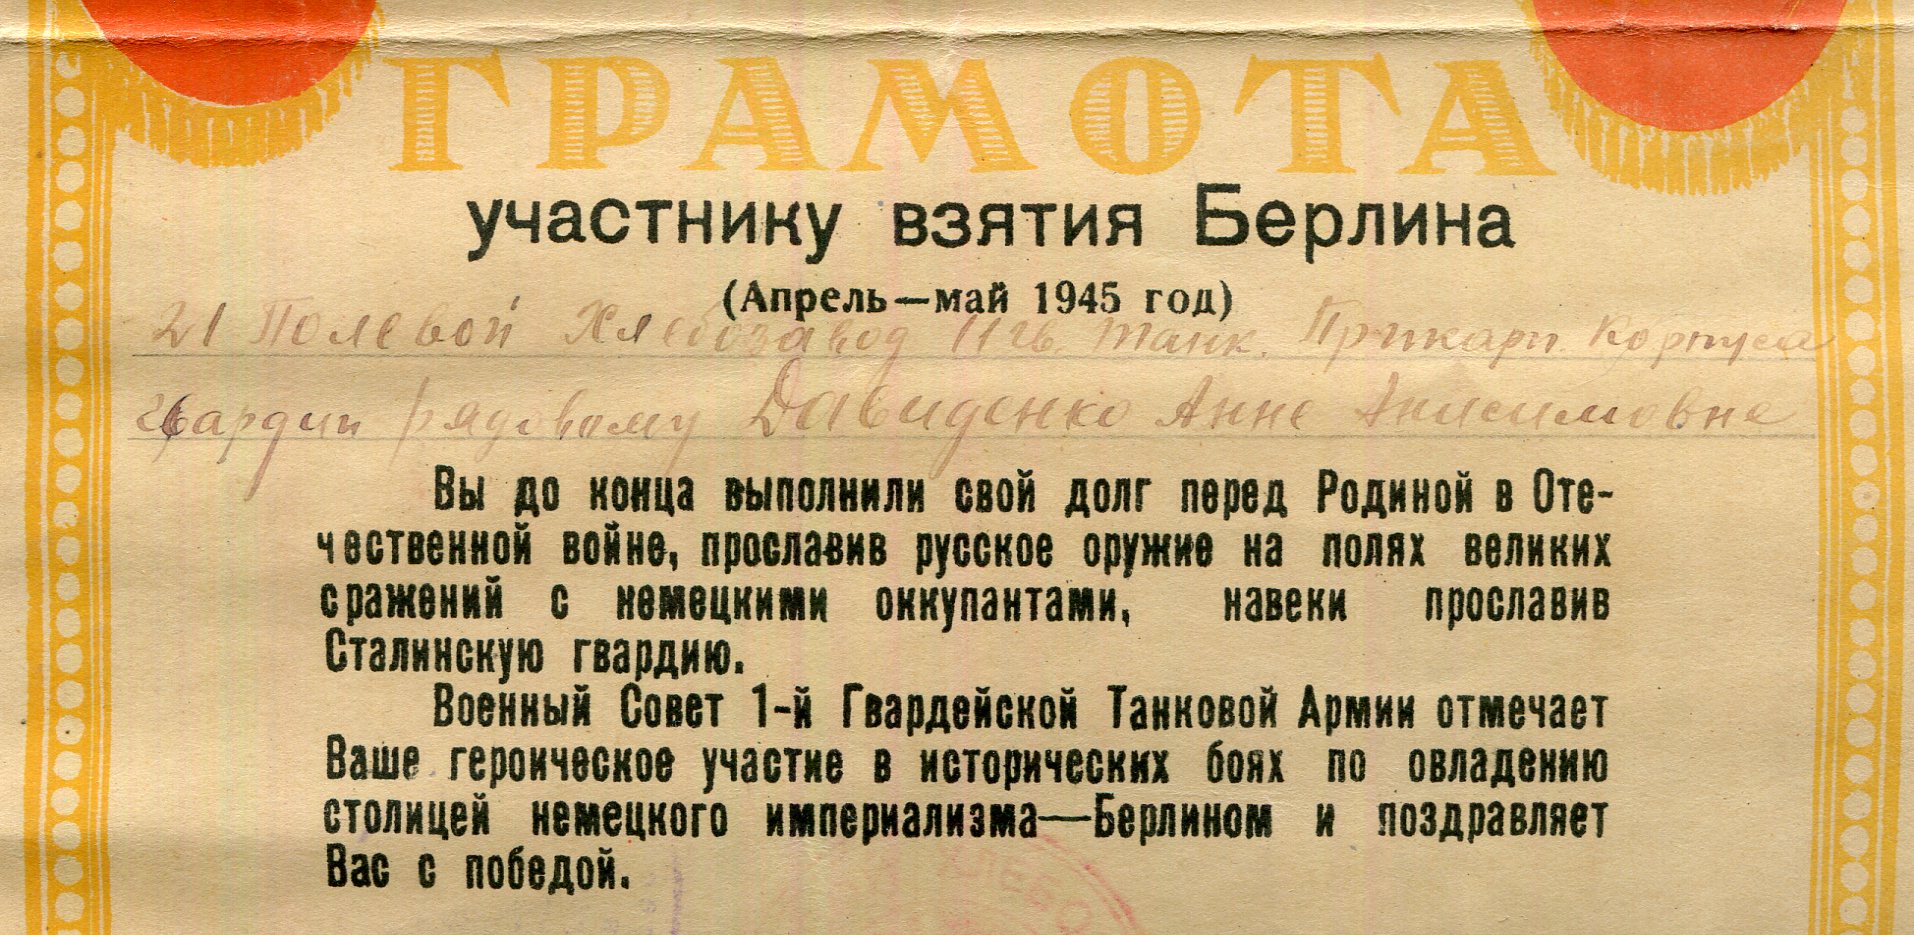 ГРАМОТА
участнику взятия Берлина
(Апрель—май 1945 год)
21 Полевой Хлебозавод 11 гв. танк. Прикарп. Корпуса
гвардии рядовому Давиденко Анне Анисимовне
Вы до конца выполнили свой долг перед Родиной в Оте-
чественной войне, прославив русское оружие на полях великих
сражений с немецкими оккупантами, навеки прославив
Сталинскую гвардию.
Военный Совет 1-й Гвардейской Танковой Армии отмечает
Ваше героическое участие в исторических боях по овладению
столицей немецкого империализма—Берлином и поздравляет
Вас с победой.